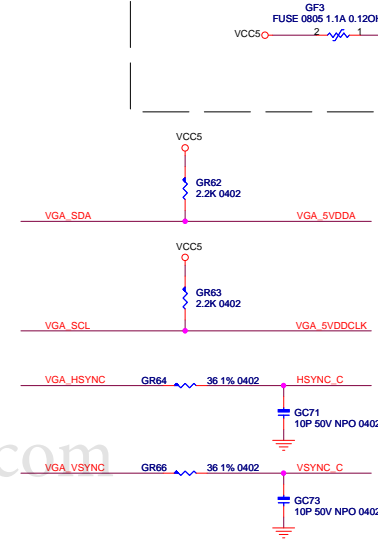 GF3
FUSE 0805 1.1A 0.12OH
VCC5 2 1
VCC5
GR62
2.2K 0402
VGA_SDA VGA_5VDDA
VCC5
GR63
2.2K 0402
VGA_SCL VGA_5VDDCLK
VGA_HSYNC GR64 36 1% 0402 HSYNC_C
GC71
10P 50V NPO 0402
com
VGA_VSYNC GR66 36 1% 0402 VSYNC_C
GC73
10P 50V NPO 0402